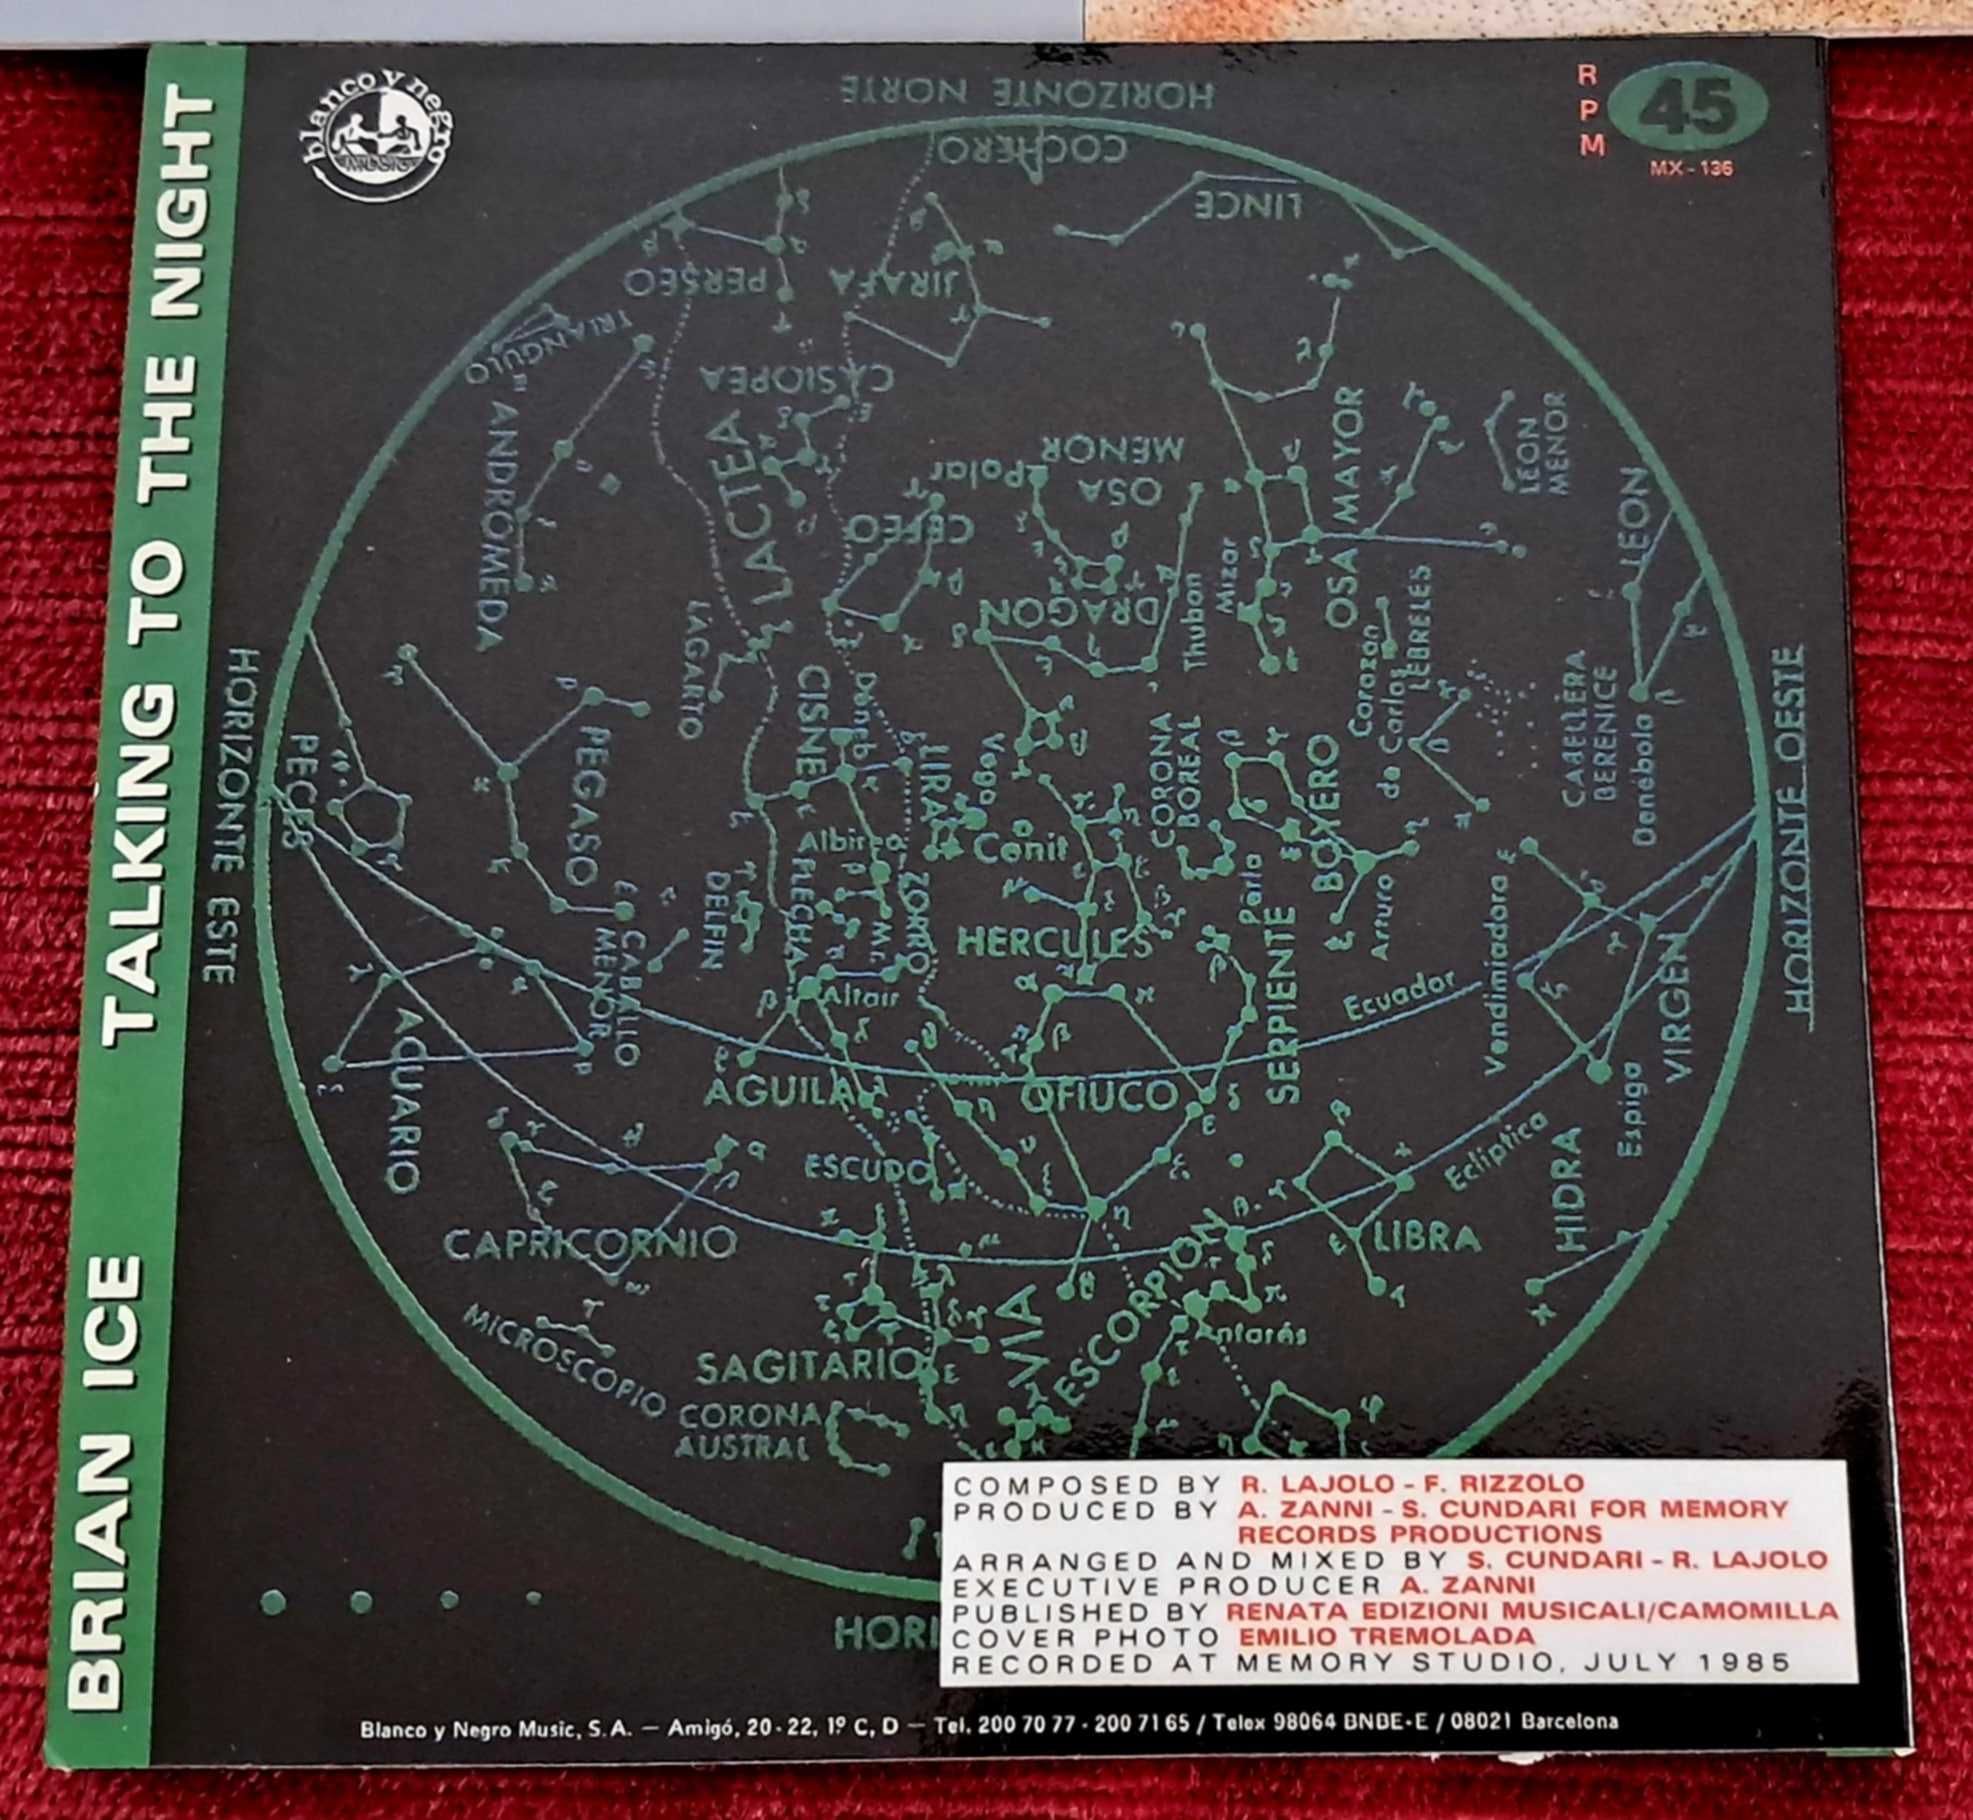 BRIAN ICE TALKING TO THE NIGHT
blanco y negro
MUSIC
RPM
45
MX - 136
HORIZONTE NORTE
COCHERO
LINCE
PERSEO
JIRAFA
TRIANGULO
CASIOPEA
ANDROMEDA
LACTEA
OSA
MENOR
Polar
OSA MAYOR
LEON
MENOR
LEON
CEFEO
DRAGON
Thuban
Mizar
LAGARTO
Corazón
de Carlos
LEBRELES
CABELLERA
BERENICE
Denébola
HORIZONTE ESTE
HORIZONTE OESTE
PECES
PEGASO
CISNE
Deneb
LIRA
Vega
CORONA
BOREAL
BOYERO
Albireo
Cenit
FLECHA
ZORRO
DELFIN
Perla
Arturo
HERCULES
SERPIENTE
CABALLO
MENOR
Altair
Ecuador
Vendimiadora
VIRGEN
AQUARIO
AGUILA
OFIUCO
Espiga
ESCUDO
Eclíptica
HIDRA
CAPRICORNIO
LIBRA
MICROSCOPIO
VIA
ESCORPION
Antarés
SAGITARIO
CORONA
AUSTRAL
HORI
COMPOSED BY R. LAJOLO - F. RIZZOLO
PRODUCED BY A. ZANNI - S. CUNDARI FOR MEMORY
RECORDS PRODUCTIONS
ARRANGED AND MIXED BY S. CUNDARI - R. LAJOLO
EXECUTIVE PRODUCER A. ZANNI
PUBLISHED BY RENATA EDIZIONI MUSICALI/CAMOMILLA
COVER PHOTO EMILIO TREMOLADA
RECORDED AT MEMORY STUDIO, JULY 1985
Blanco y Negro Music, S.A. — Amigó, 20-22, 1º C, D — Tel. 200 70 77 - 200 71 65 / Telex 98064 BNBE-E / 08021 Barcelona